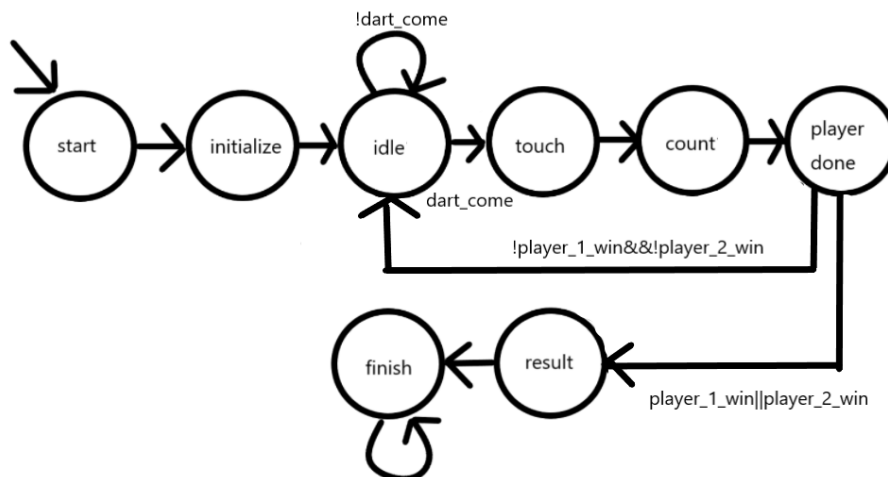 !dart_come
start
initialize
idle
touch
count
player
done
dart_come
!player_1_win&&!player_2_win
finish
result
player_1_win||player_2_win